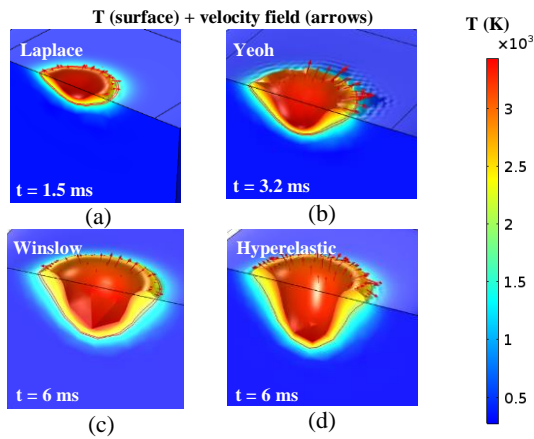 T (surface) + velocity field (arrows)
T (K)
×10³
Laplace
t = 1.5 ms
(a)
Yeoh
t = 3.2 ms
(b)
Winslow
t = 6 ms
(c)
Hyperelastic
t = 6 ms
(d)
3
2.5
2
1.5
1
0.5